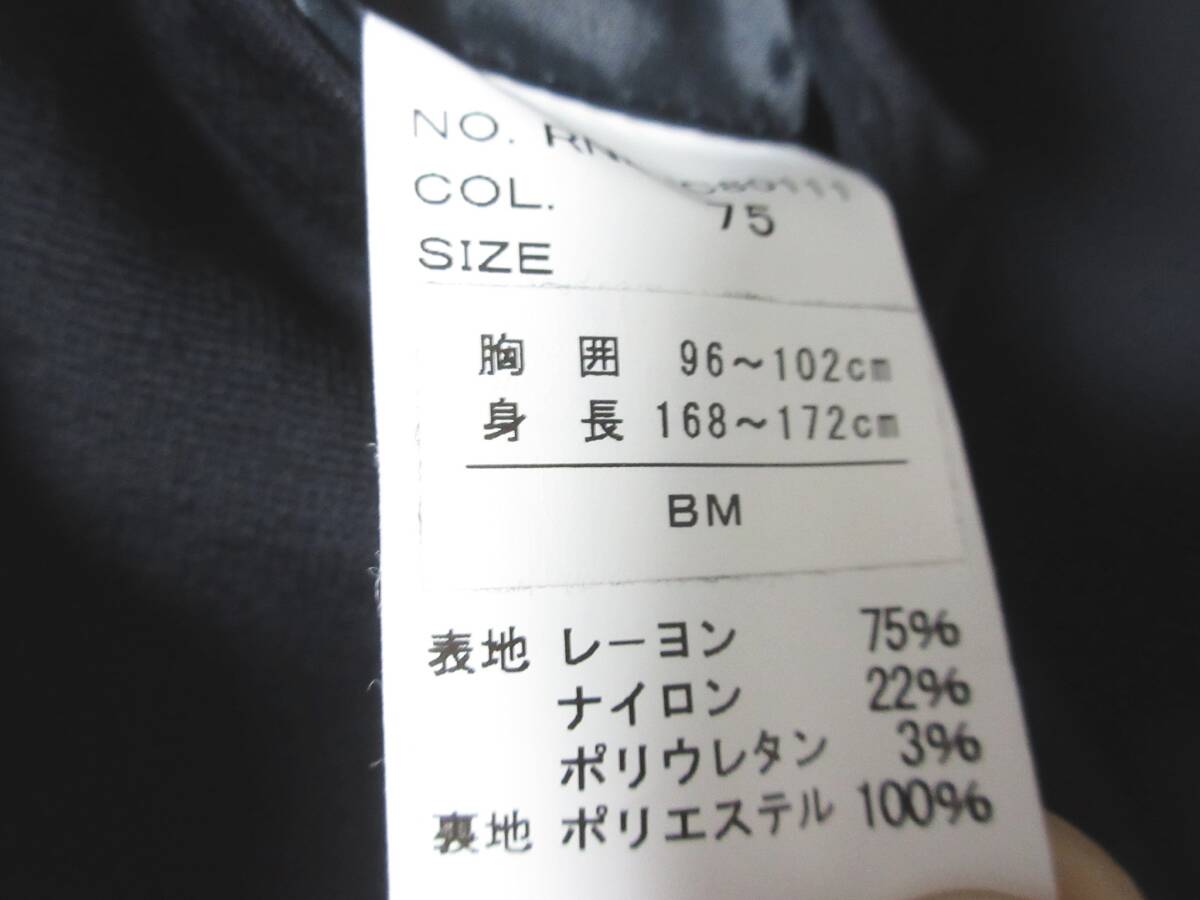 NO.
COL. 75
SIZE
胸 囲 96～102cm
身 長 168～172cm
BM
表地 レーヨン 75%
ナイロン 22%
ポリウレタン 3%
裏地 ポリエステル 100%